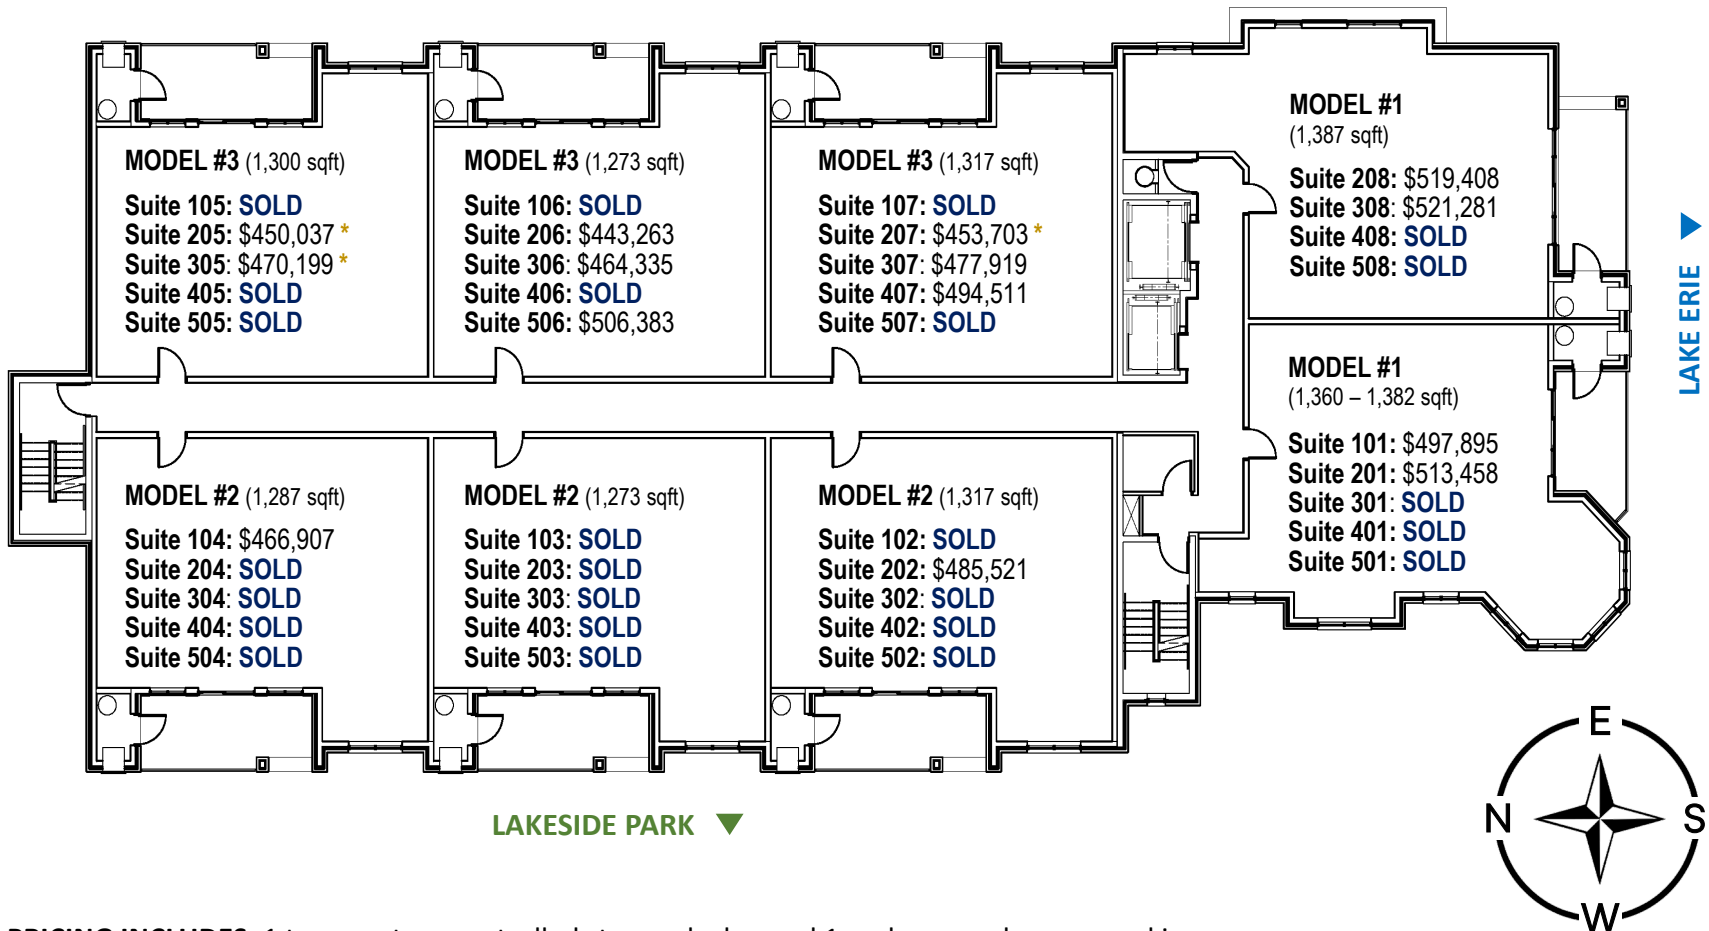 MODEL #3 (1,300 sqft)
Suite 105: SOLD
Suite 205: $450,037 *
Suite 305: $470,199 *
Suite 405: SOLD
Suite 505: SOLD
MODEL #3 (1,273 sqft)
Suite 106: SOLD
Suite 206: $443,263
Suite 306: $464,335
Suite 406: SOLD
Suite 506: $506,383
MODEL #3 (1,317 sqft)
Suite 107: SOLD
Suite 207: $453,703 *
Suite 307: $477,919
Suite 407: $494,511
Suite 507: SOLD
MODEL #1
(1,387 sqft)
Suite 208: $519,408
Suite 308: $521,281
Suite 408: SOLD
Suite 508: SOLD
LAKE ERIE
MODEL #1
(1,360 – 1,382 sqft)
Suite 101: $497,895
Suite 201: $513,458
Suite 301: SOLD
Suite 401: SOLD
Suite 501: SOLD
MODEL #2 (1,287 sqft)
Suite 104: $466,907
Suite 204: SOLD
Suite 304: SOLD
Suite 404: SOLD
Suite 504: SOLD
MODEL #2 (1,273 sqft)
Suite 103: SOLD
Suite 203: SOLD
Suite 303: SOLD
Suite 403: SOLD
Suite 503: SOLD
MODEL #2 (1,317 sqft)
Suite 102: SOLD
Suite 202: $485,521
Suite 302: SOLD
Suite 402: SOLD
Suite 502: SOLD
LAKESIDE PARK
E
N
S
W
PRICING INCLUDES